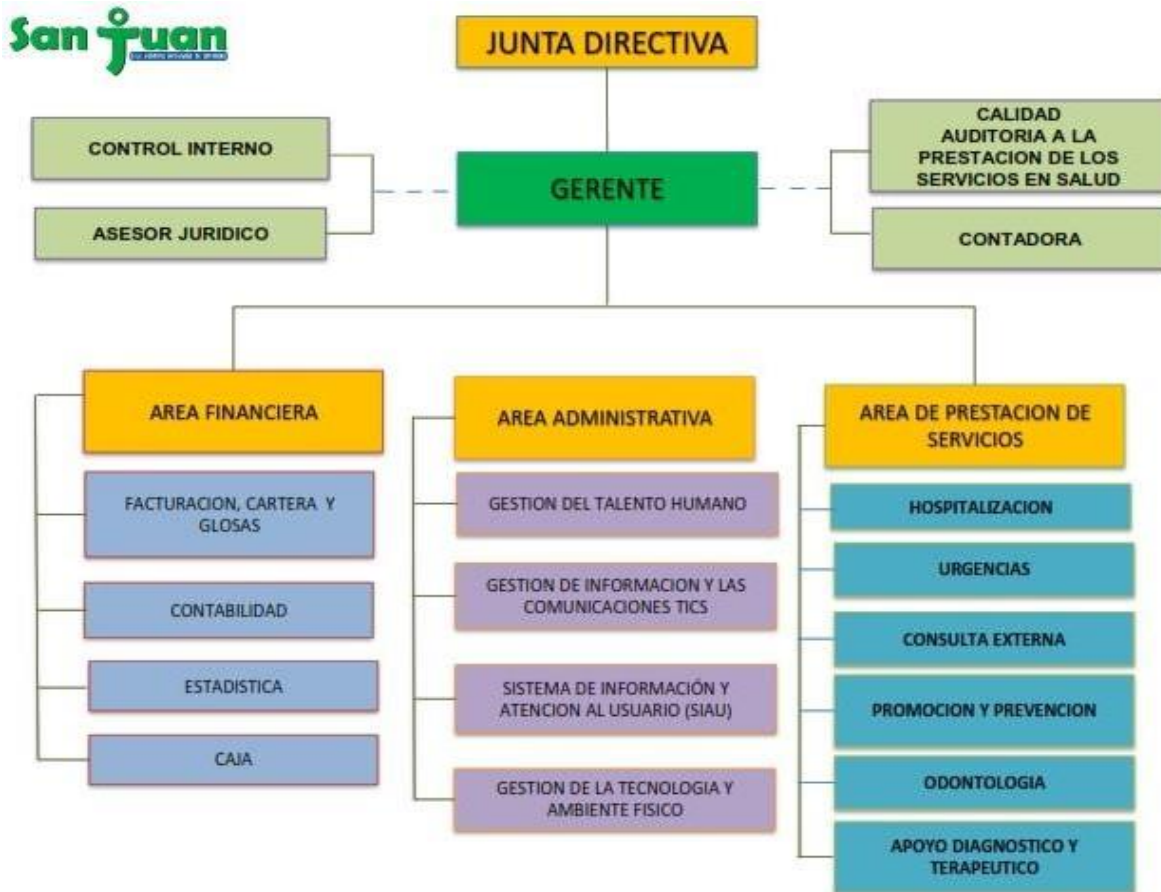 San Juan
JUNTA DIRECTIVA
CONTROL INTERNO
ASESOR JURIDICO
GERENTE
CALIDAD
AUDITORIA A LA
PRESTACION DE LOS
SERVICIOS EN SALUD
CONTADORA
AREA FINANCIERA
FACTURACION, CARTERA Y
GLOSAS
CONTABILIDAD
ESTADISTICA
CAJA
AREA ADMINISTRATIVA
GESTION DEL TALENTO HUMANO
GESTION DE INFORMACION Y LAS
COMUNICACIONES TICS
SISTEMA DE INFORMACIÓN Y
ATENCION AL USUARIO (SIAU)
GESTION DE LA TECNOLOGIA Y
AMBIENTE FISICO
AREA DE PRESTACION DE
SERVICIOS
HOSPITALIZACION
URGENCIAS
CONSULTA EXTERNA
PROMOCION Y PREVENCION
ODONTOLOGIA
APOYO DIAGNOSTICO Y
TERAPEUTICO